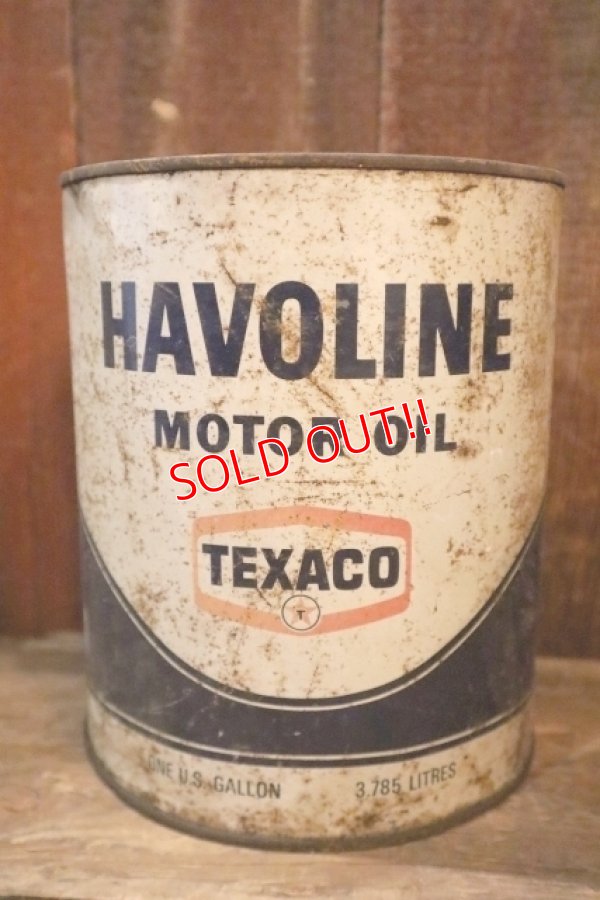 HAVOLINE
MOTOR OIL
SOLD OUT!!
TEXACO
T
ONE U.S. GALLON 3.785 LITRES